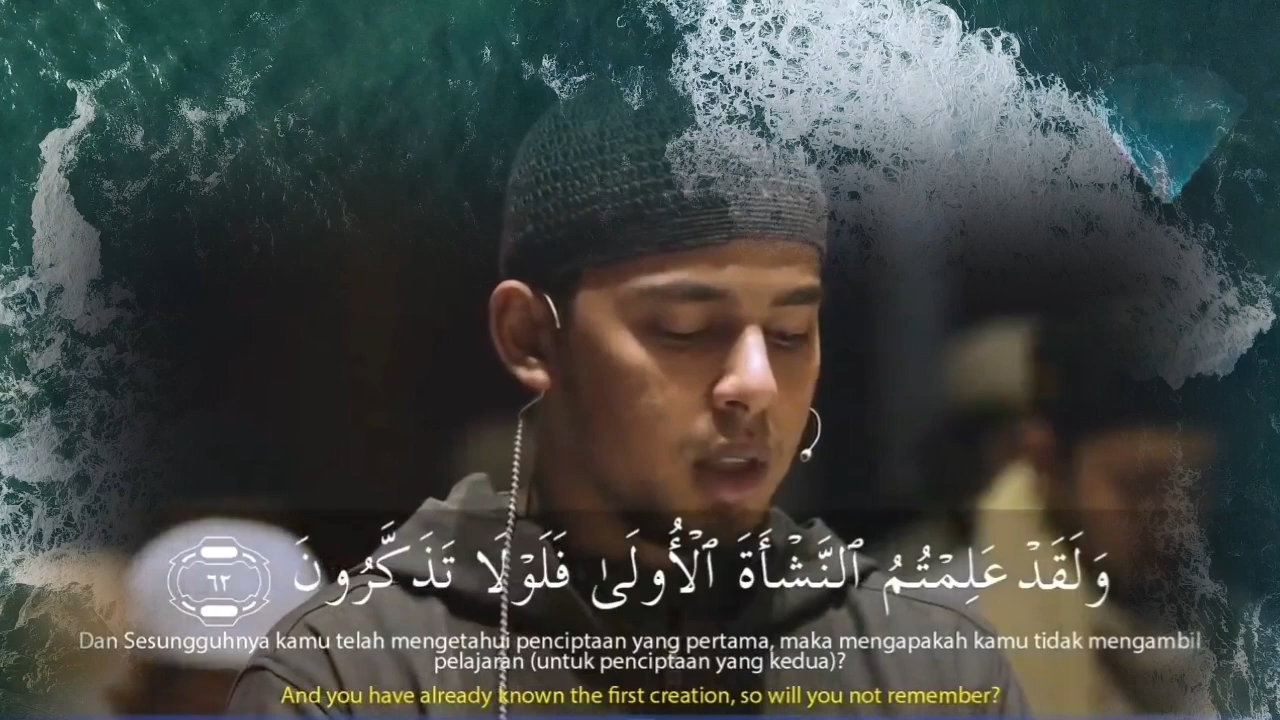 وَلَقَدْ عَلِمْتُمُ ٱلنَّشْأَةَ ٱلْأُولَىٰ فَلَوْلَا تَذَكَّرُونَ ٦٢
Dan Sesungguhnya kamu telah mengetahui penciptaan yang pertama, maka mengapakah kamu tidak mengambil
pelajaran (untuk penciptaan yang kedua)?
And you have already known the first creation, so will you not remember?